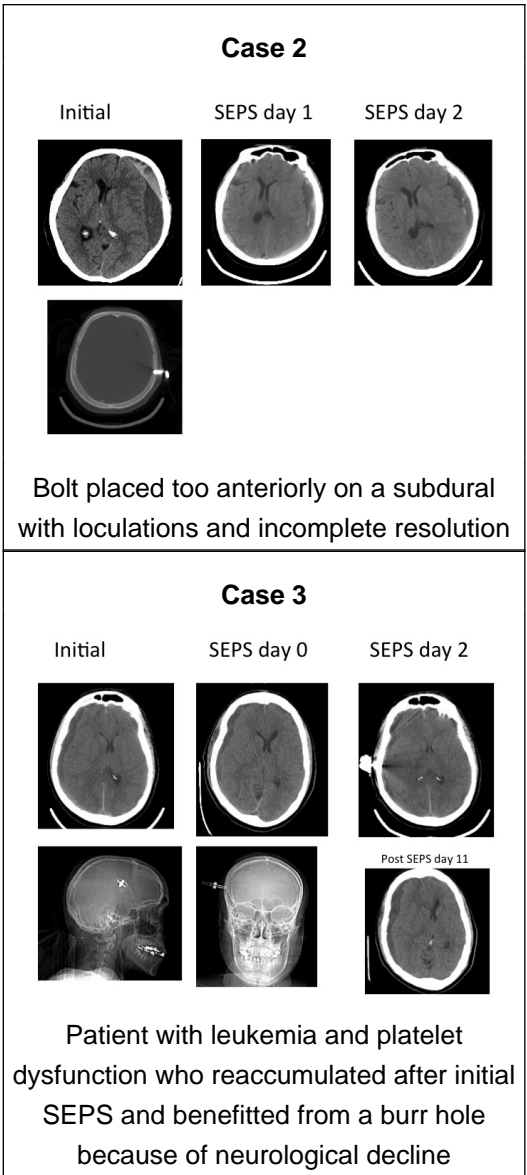 Case 2
Initial
SEPS day 1
SEPS day 2
Bolt placed too anteriorly on a subdural
with loculations and incomplete resolution
Case 3
Initial
SEPS day 0
SEPS day 2
Post SEPS day 11
Patient with leukemia and platelet
dysfunction who reaccumulated after initial
SEPS and benefitted from a burr hole
because of neurological decline